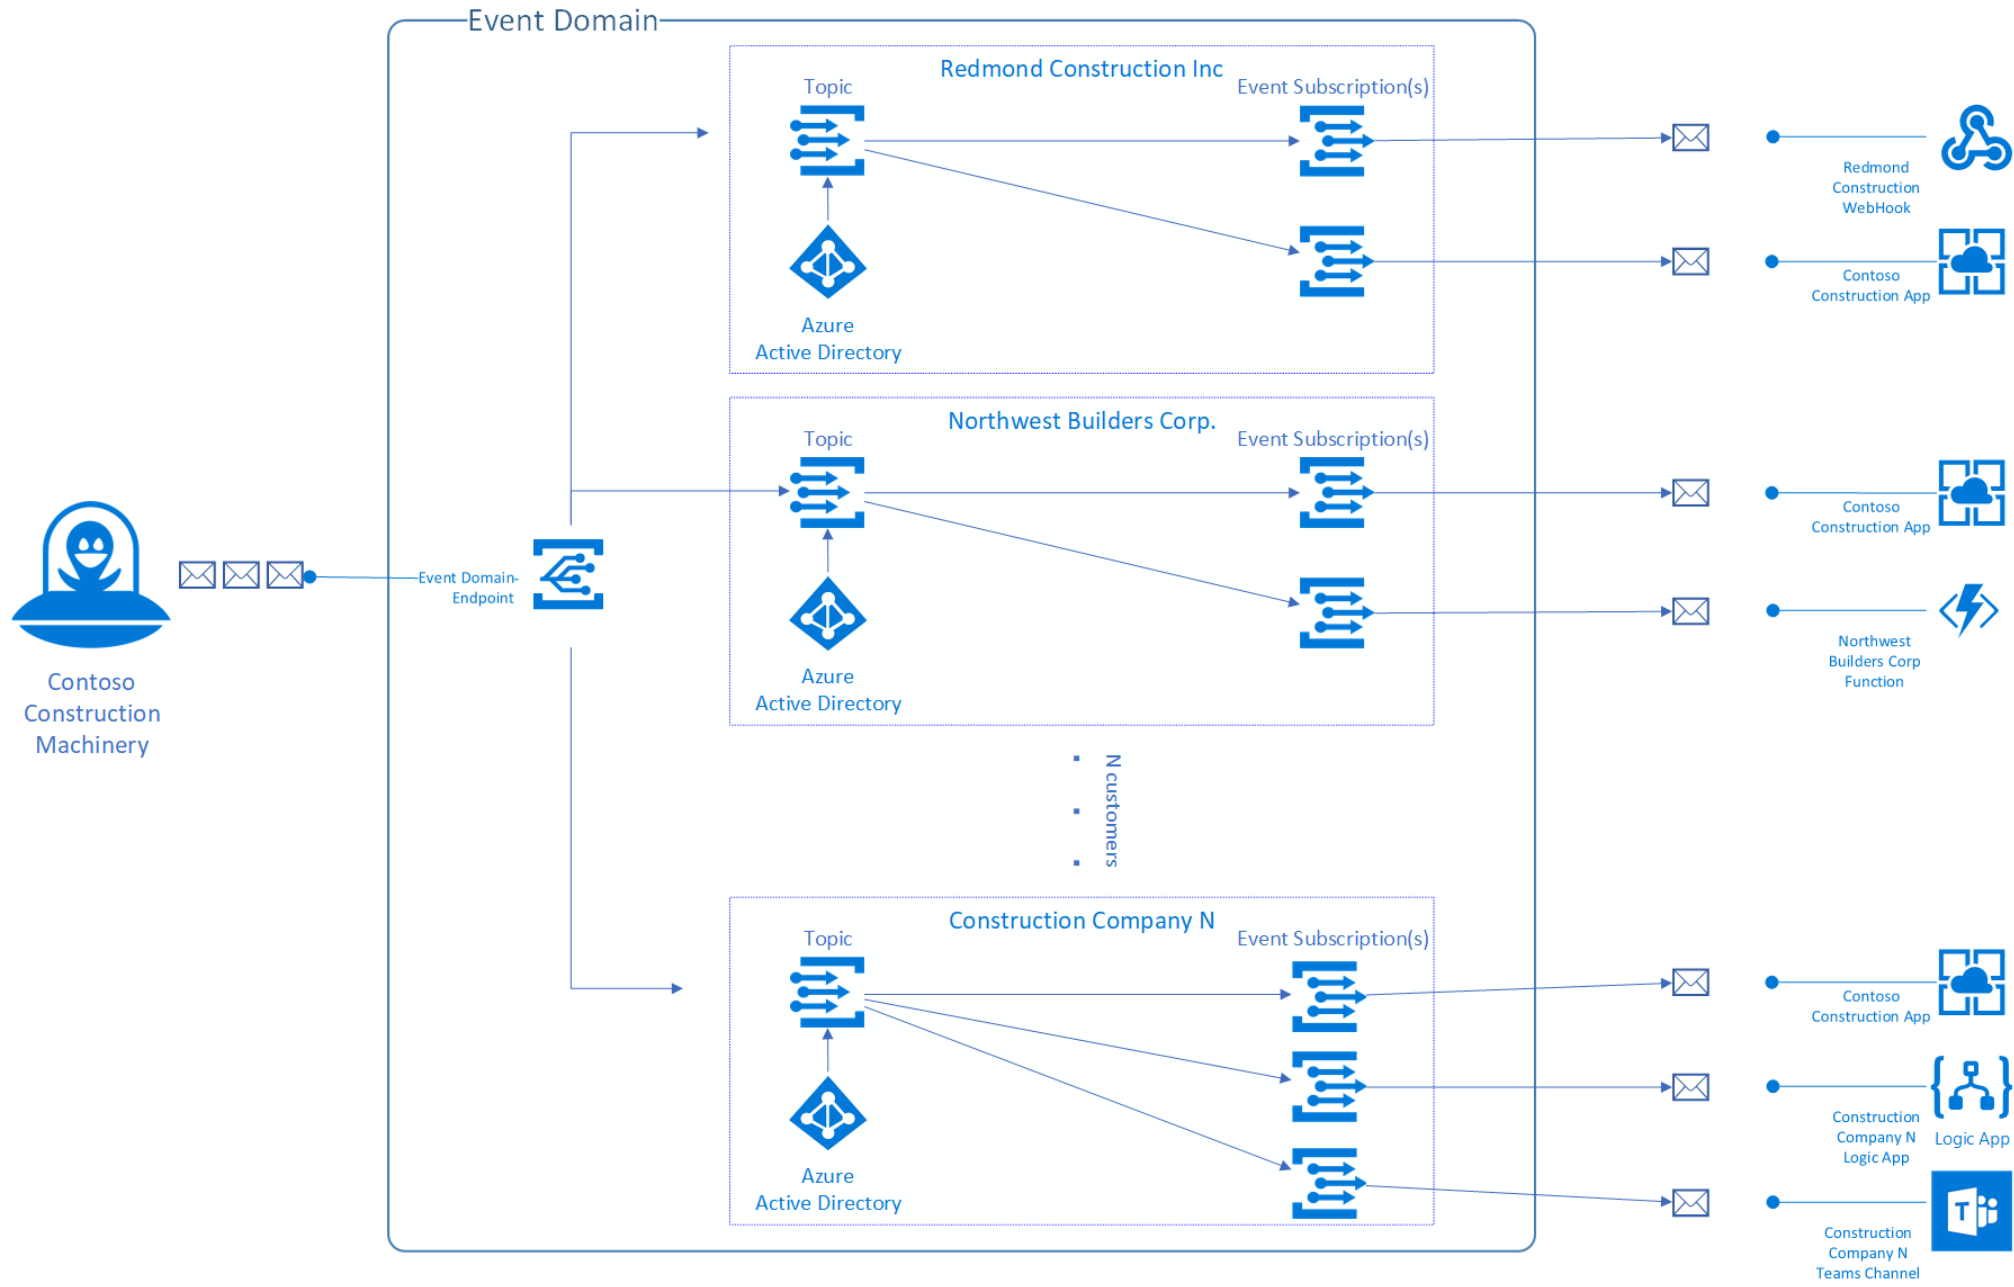 Event Domain
Redmond Construction Inc
Topic
Event Subscription(s)
Azure
Active Directory
Redmond
Construction
WebHook
Contoso
Construction App
Northwest Builders Corp.
Topic
Event Subscription(s)
Azure
Active Directory
Contoso
Construction App
Northwest
Builders Corp
Function
Event Domain-
Endpoint
Contoso
Construction
Machinery
N customers
Construction Company N
Topic
Event Subscription(s)
Azure
Active Directory
Contoso
Construction App
Construction
Company N
Logic App
Logic App
T
Construction
Company N
Teams Channel